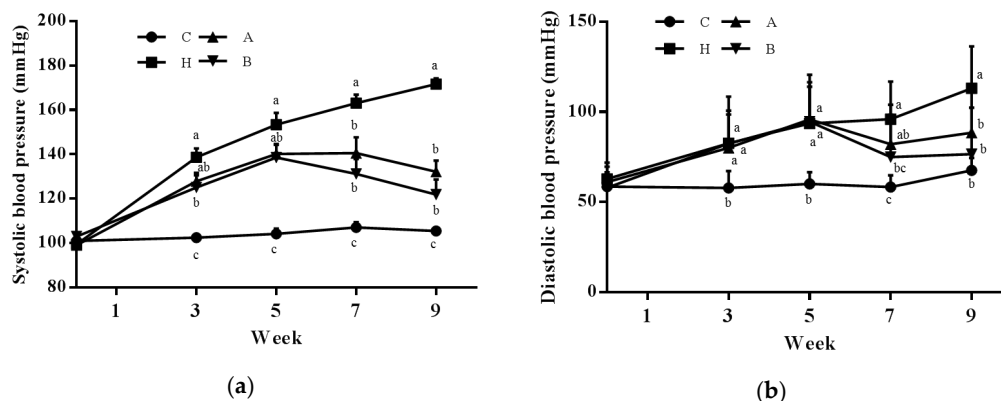 200
180
160
140
120
100
80
Systolic blood pressure (mmHg)
C A
H B
a
a
a
a
ab
ab
b
b
b
b
b
c
c
c
c
1 3 5 7 9
Week
(a)
150
100
50
0
Diastolic blood pressure (mmHg)
C A
H B
a
a
a
a
a
a
a
a
ab
b
b
bc
b
b
c
b
1 3 5 7 9
Week
(b)